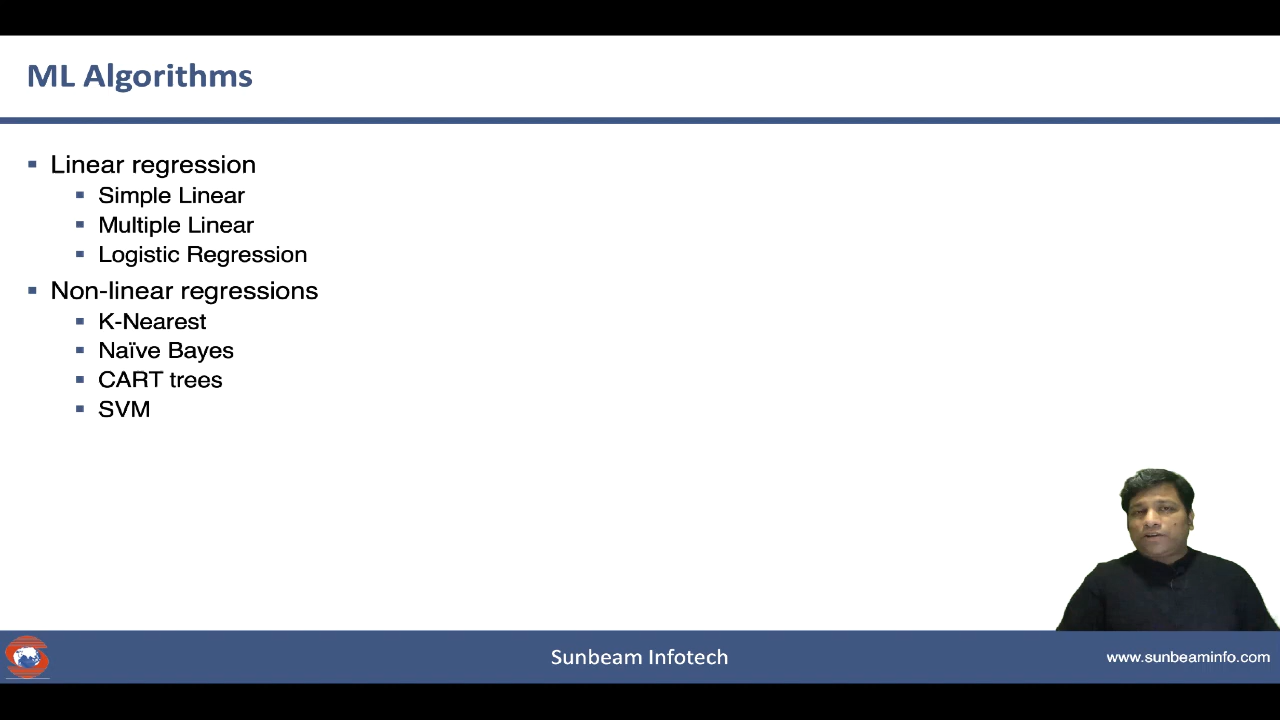 ML Algorithms
Linear regression
Simple Linear
Multiple Linear
Logistic Regression
Non-linear regressions
K-Nearest
Naïve Bayes
CART trees
SVM
Sunbeam Infotech
www.sunbeaminfo.com